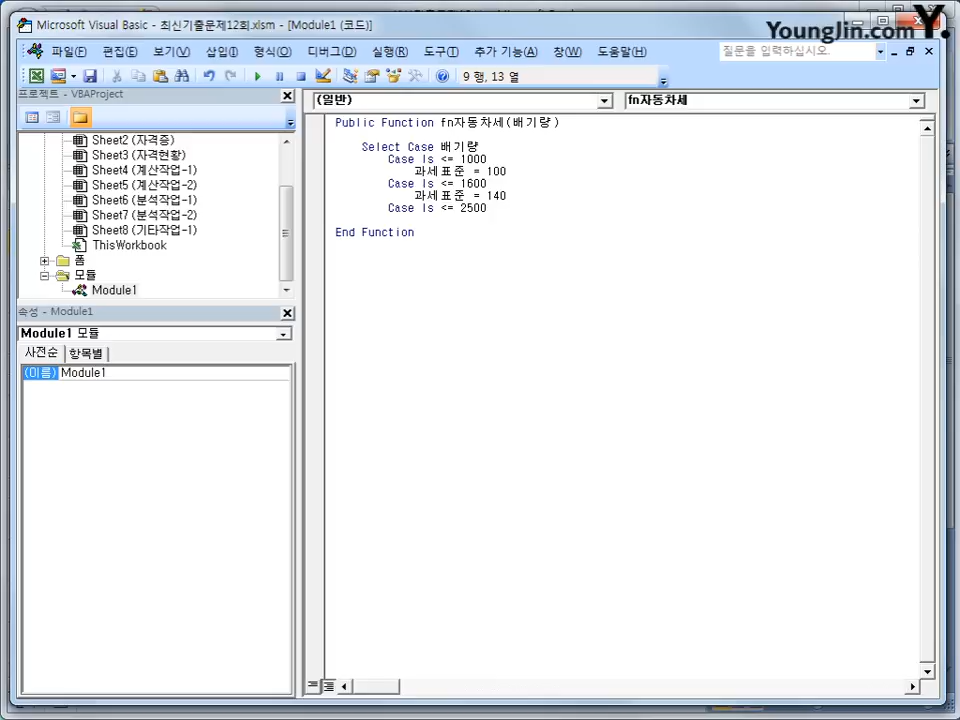 Microsoft Visual Basic - 최신기출문제12회.xlsm - [Module1 (코드)]
Younglin.com Y.
파일(F) 편집(E) 보기(V) 삽입(I) 형식(O) 디버그(D) 실행(R) 도구(T) 추가 기능(A) 창(W) 도움말(H) 질문을 입력하십시오.
9 행, 13 열
프로젝트 - VBAProject
(일반) fn자동차세
Sheet2 (자격증)
Sheet3 (자격현황)
Sheet4 (계산작업-1)
Sheet5 (계산작업-2)
Sheet6 (분석작업-1)
Sheet7 (분석작업-2)
Sheet8 (기타작업-1)
ThisWorkbook
폼
모듈
Module1
속성 - Module1
Module1 모듈
사전순 항목별
(이름) Module1
Public Function fn자동차세(배기량)
Select Case 배기량
Case Is <= 1000
과세표준 = 100
Case Is <= 1600
과세표준 = 140
Case Is <= 2500
End Function